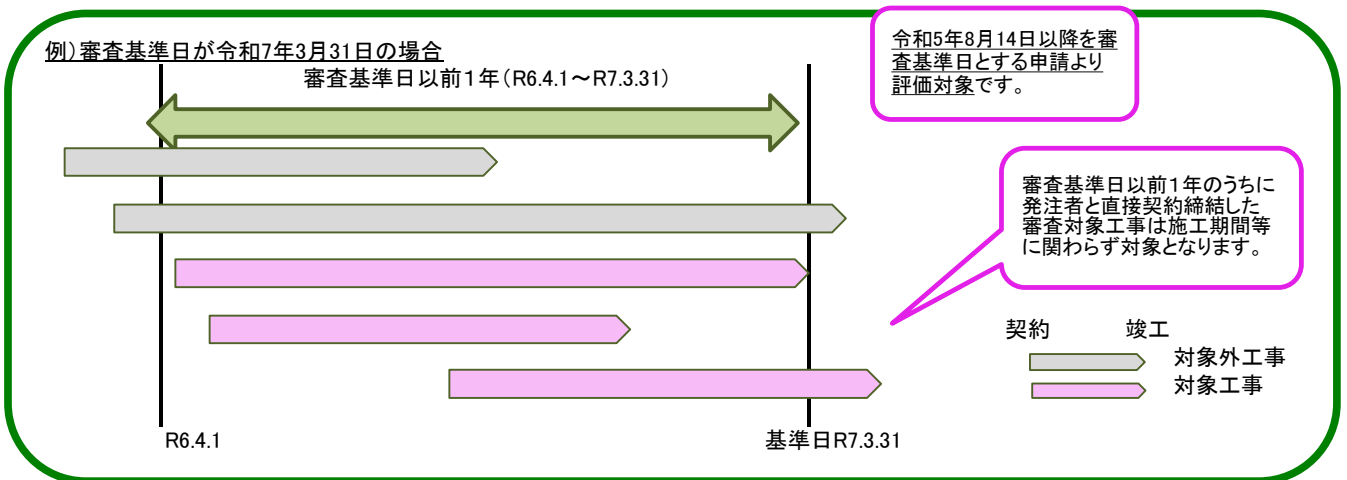 例）審査基準日が令和7年3月31日の場合
審査基準日以前１年（R6.4.1～R7.3.31）
令和5年8月14日以降を審
査基準日とする申請より
評価対象です。
審査基準日以前１年のうちに
発注者と直接契約締結した
審査対象工事は施工期間等
に関わらず対象となります。
契約　竣工
対象外工事
対象工事
R6.4.1
基準日R7.3.31